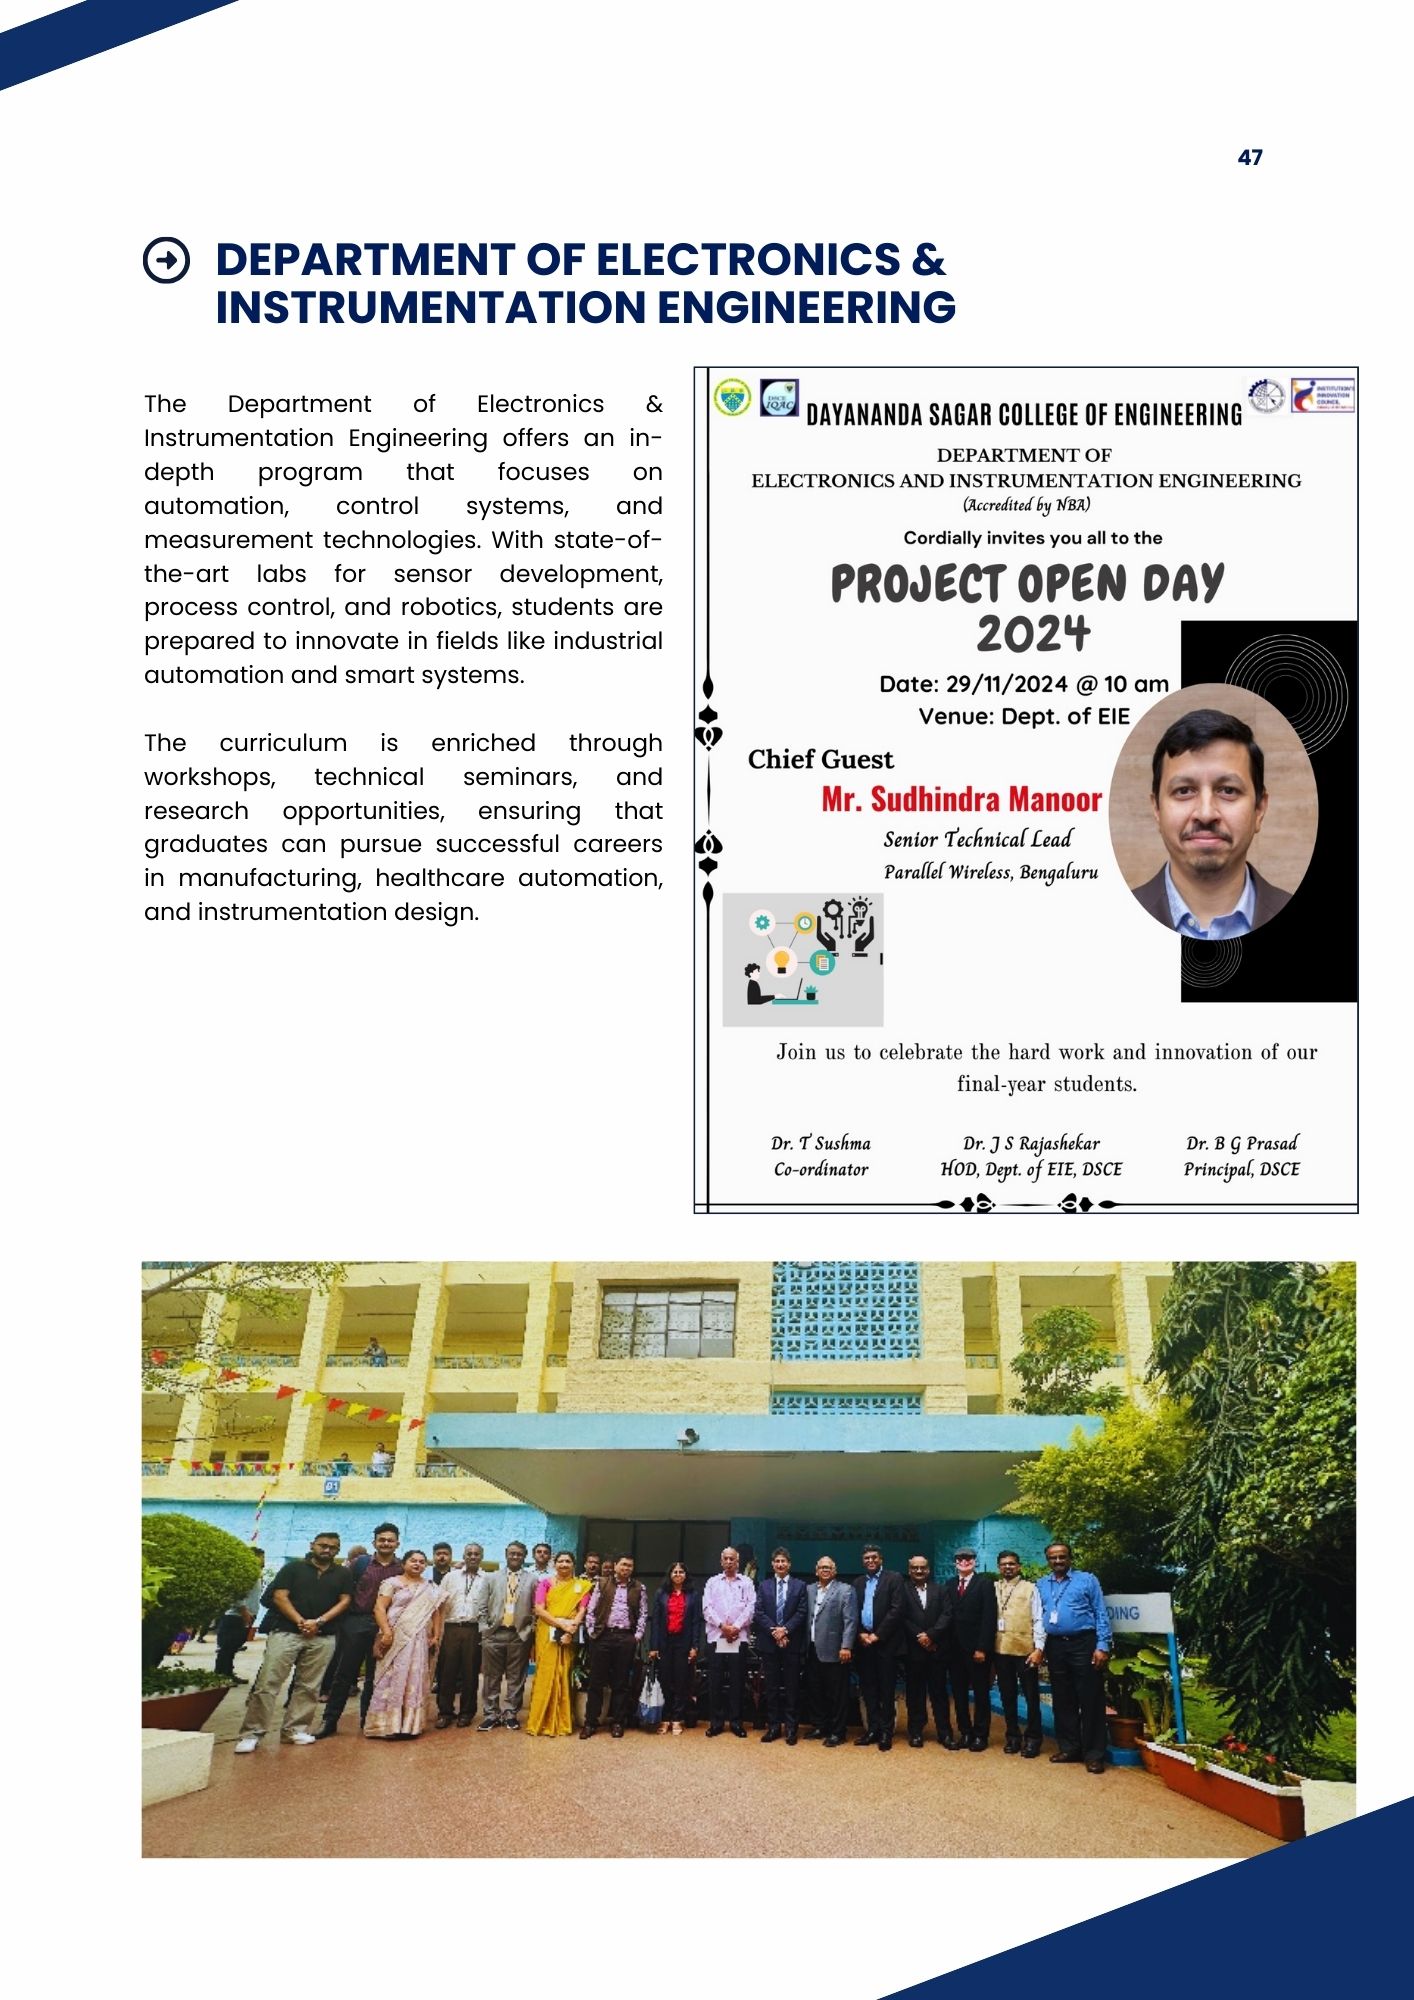 47
DEPARTMENT OF ELECTRONICS &
INSTRUMENTATION ENGINEERING
The Department of Electronics &
Instrumentation Engineering offers an in-
depth program that focuses on
automation, control systems, and
measurement technologies. With state-of-
the-art labs for sensor development,
process control, and robotics, students are
prepared to innovate in fields like industrial
automation and smart systems.
The curriculum is enriched through
workshops, technical seminars, and
research opportunities, ensuring that
graduates can pursue successful careers
in manufacturing, healthcare automation,
and instrumentation design.
DSCE
IQAC
INSTITUTION'S
INNOVATION
COUNCIL
DAYANANDA SAGAR COLLEGE OF ENGINEERING
DEPARTMENT OF
ELECTRONICS AND INSTRUMENTATION ENGINEERING
(Accredited by NBA)
Cordially invites you all to the
PROJECT OPEN DAY
2024
Date: 29/11/2024 @ 10 am
Venue: Dept. of EIE
Chief Guest
Mr. Sudhindra Manoor
Senior Technical Lead
Parallel Wireless, Bengaluru
Join us to celebrate the hard work and innovation of our
final-year students.
Dr. T Sushma
Co-ordinator
Dr. J S Rajashekar
HOD, Dept. of EIE, DSCE
Dr. B G Prasad
Principal, DSCE
01
DING